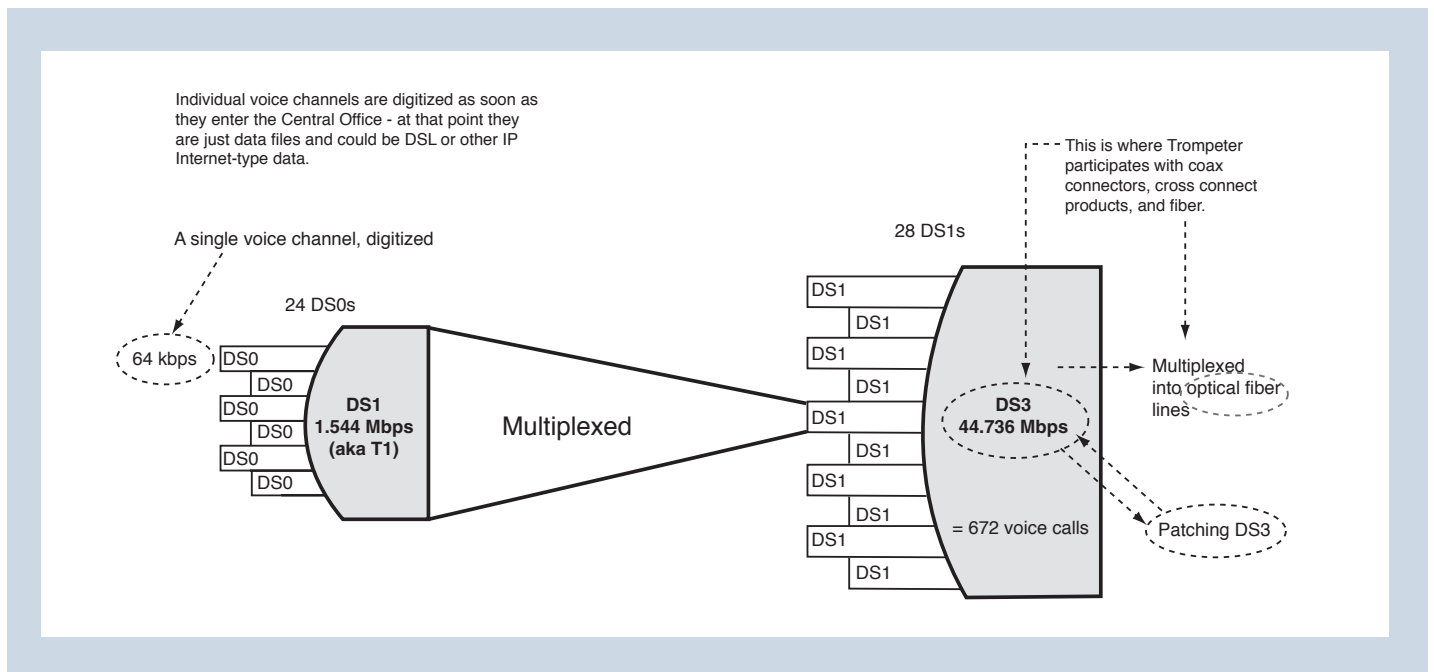 Individual voice channels are digitized as soon as
they enter the Central Office - at that point they
are just data files and could be DSL or other IP
Internet-type data.
This is where Trompeter
participates with coax
connectors, cross connect
products, and fiber.
A single voice channel, digitized
28 DS1s
24 DS0s
64 kbps
DS0
DS0
DS0
DS0
DS0
DS0
DS1
1.544 Mbps
(aka T1)
Multiplexed
DS1
DS1
DS1
DS1
DS1
DS1
DS1
DS1
DS1
DS1
DS3
44.736 Mbps
= 672 voice calls
Multiplexed
into optical fiber
lines
Patching DS3